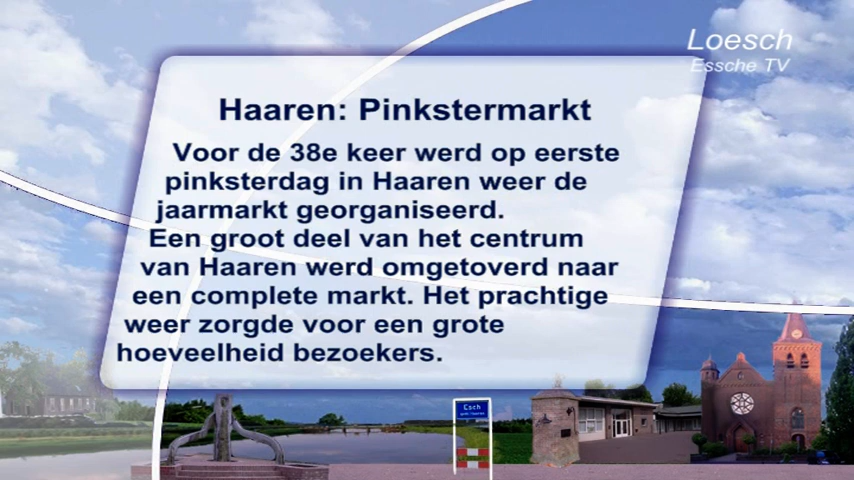 Loesch
Essche TV
Haaren: Pinkstermarkt
Voor de 38e keer werd op eerste
pinksterdag in Haaren weer de
jaarmarkt georganiseerd.
Een groot deel van het centrum
van Haaren werd omgetoverd naar
een complete markt. Het prachtige
weer zorgde voor een grote
hoeveelheid bezoekers.
Esch